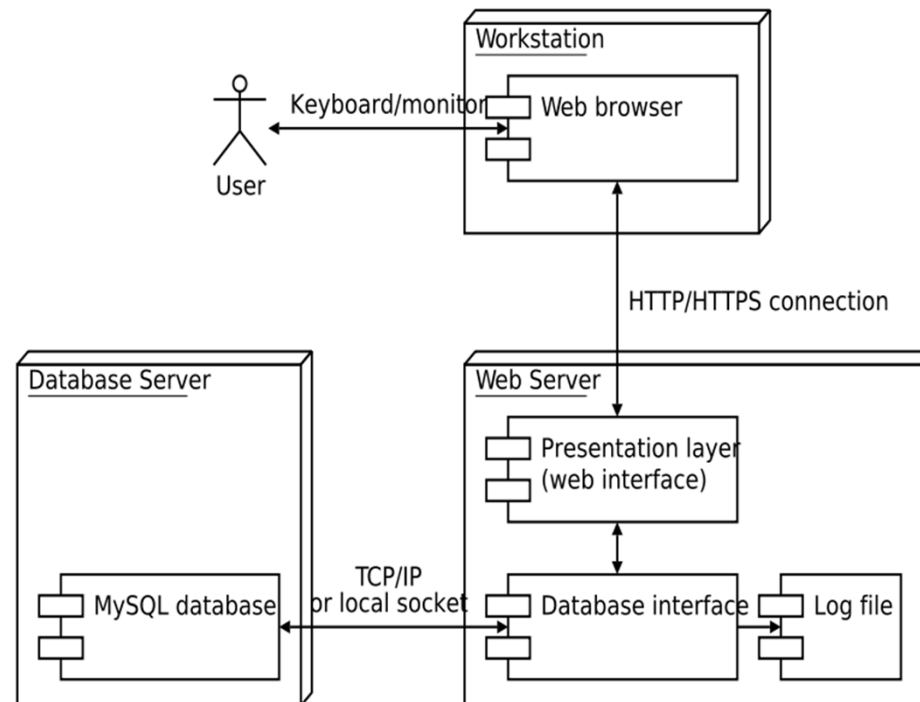 Workstation
Keyboard/monitor
Web browser
User
HTTP/HTTPS connection
Database Server
Web Server
Presentation layer
(web interface)
TCP/IP
or local socket
MySQL database
Database interface
Log file